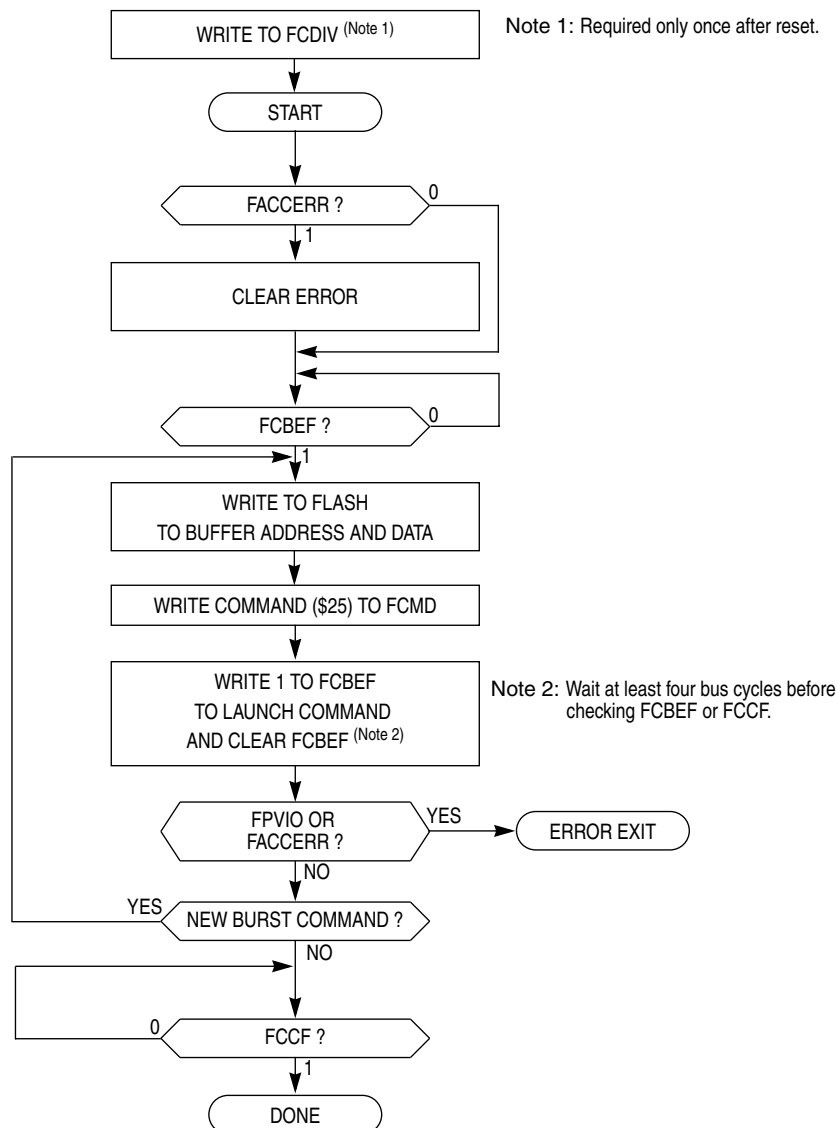 WRITE TO FCDIV (Note 1)
Note 1: Required only once after reset.
START
FACCERR ?
0
1
CLEAR ERROR
FCBEF ?
0
1
WRITE TO FLASH
TO BUFFER ADDRESS AND DATA
WRITE COMMAND ($25) TO FCMD
WRITE 1 TO FCBEF
TO LAUNCH COMMAND
AND CLEAR FCBEF (Note 2)
Note 2: Wait at least four bus cycles before
checking FCBEF or FCCF.
FPVIO OR
FACCERR ?
YES
ERROR EXIT
NO
YES
NEW BURST COMMAND ?
NO
0
FCCF ?
1
DONE